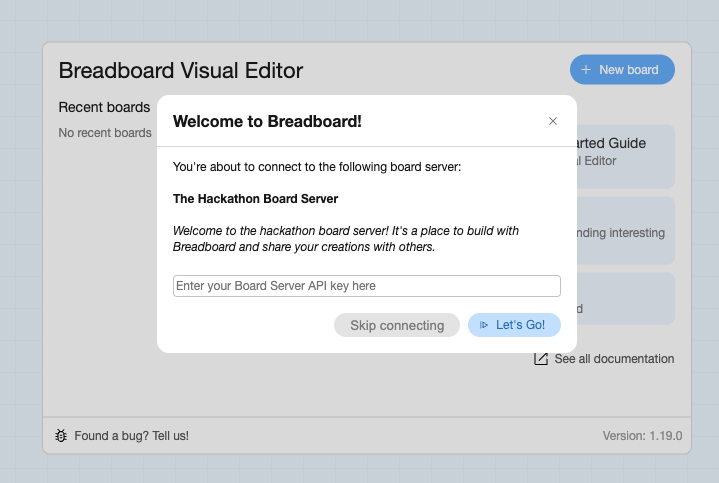 Breadboard Visual Editor
+ New board
Recent boards
No recent boards
Welcome to Breadboard!
You're about to connect to the following board server:
The Hackathon Board Server
Welcome to the hackathon board server! It's a place to build with
Breadboard and share your creations with others.
Enter your Board Server API key here
Skip connecting
Let's Go!
arted Guide
al Editor
nding interesting
d
See all documentation
Found a bug? Tell us!
Version: 1.19.0